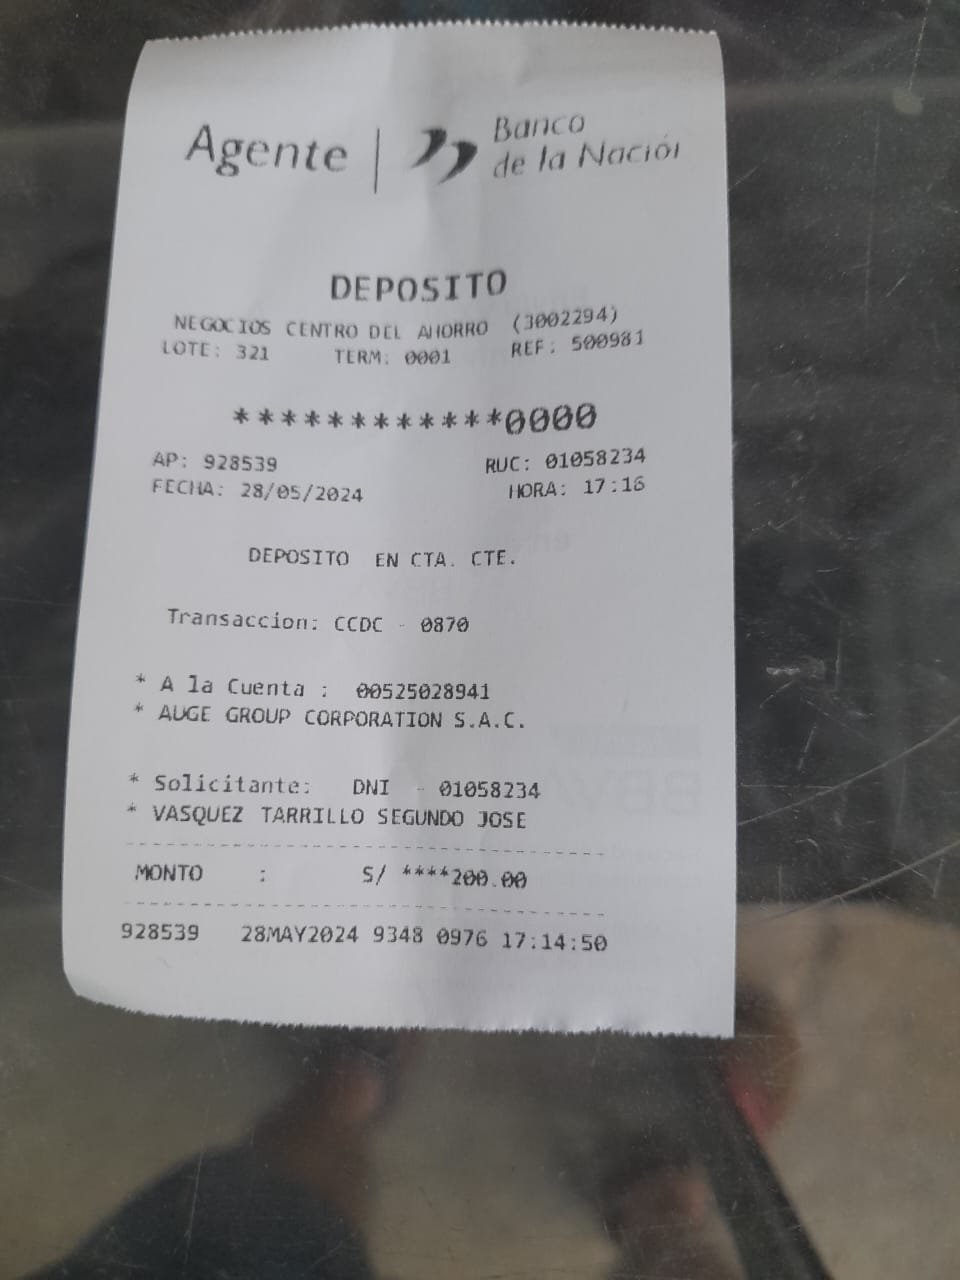 Agente | Banco
de la Nación
DEPOSITO
NEGOCIOS CENTRO DEL AHORRO (3002294)
LOTE: 321 TERM: 0001 REF: 500981
************0000
AP: 928539 RUC: 01058234
FECHA: 28/05/2024 HORA: 17:16
DEPOSITO EN CTA. CTE.
Transaccion: CCDC - 0870
* A la Cuenta : 00525028941
* AUGE GROUP CORPORATION S.A.C.
* Solicitante: DNI - 01058234
* VASQUEZ TARRILLO SEGUNDO JOSE
MONTO : S/ ****200.00
928539 28MAY2024 9348 0976 17:14:50